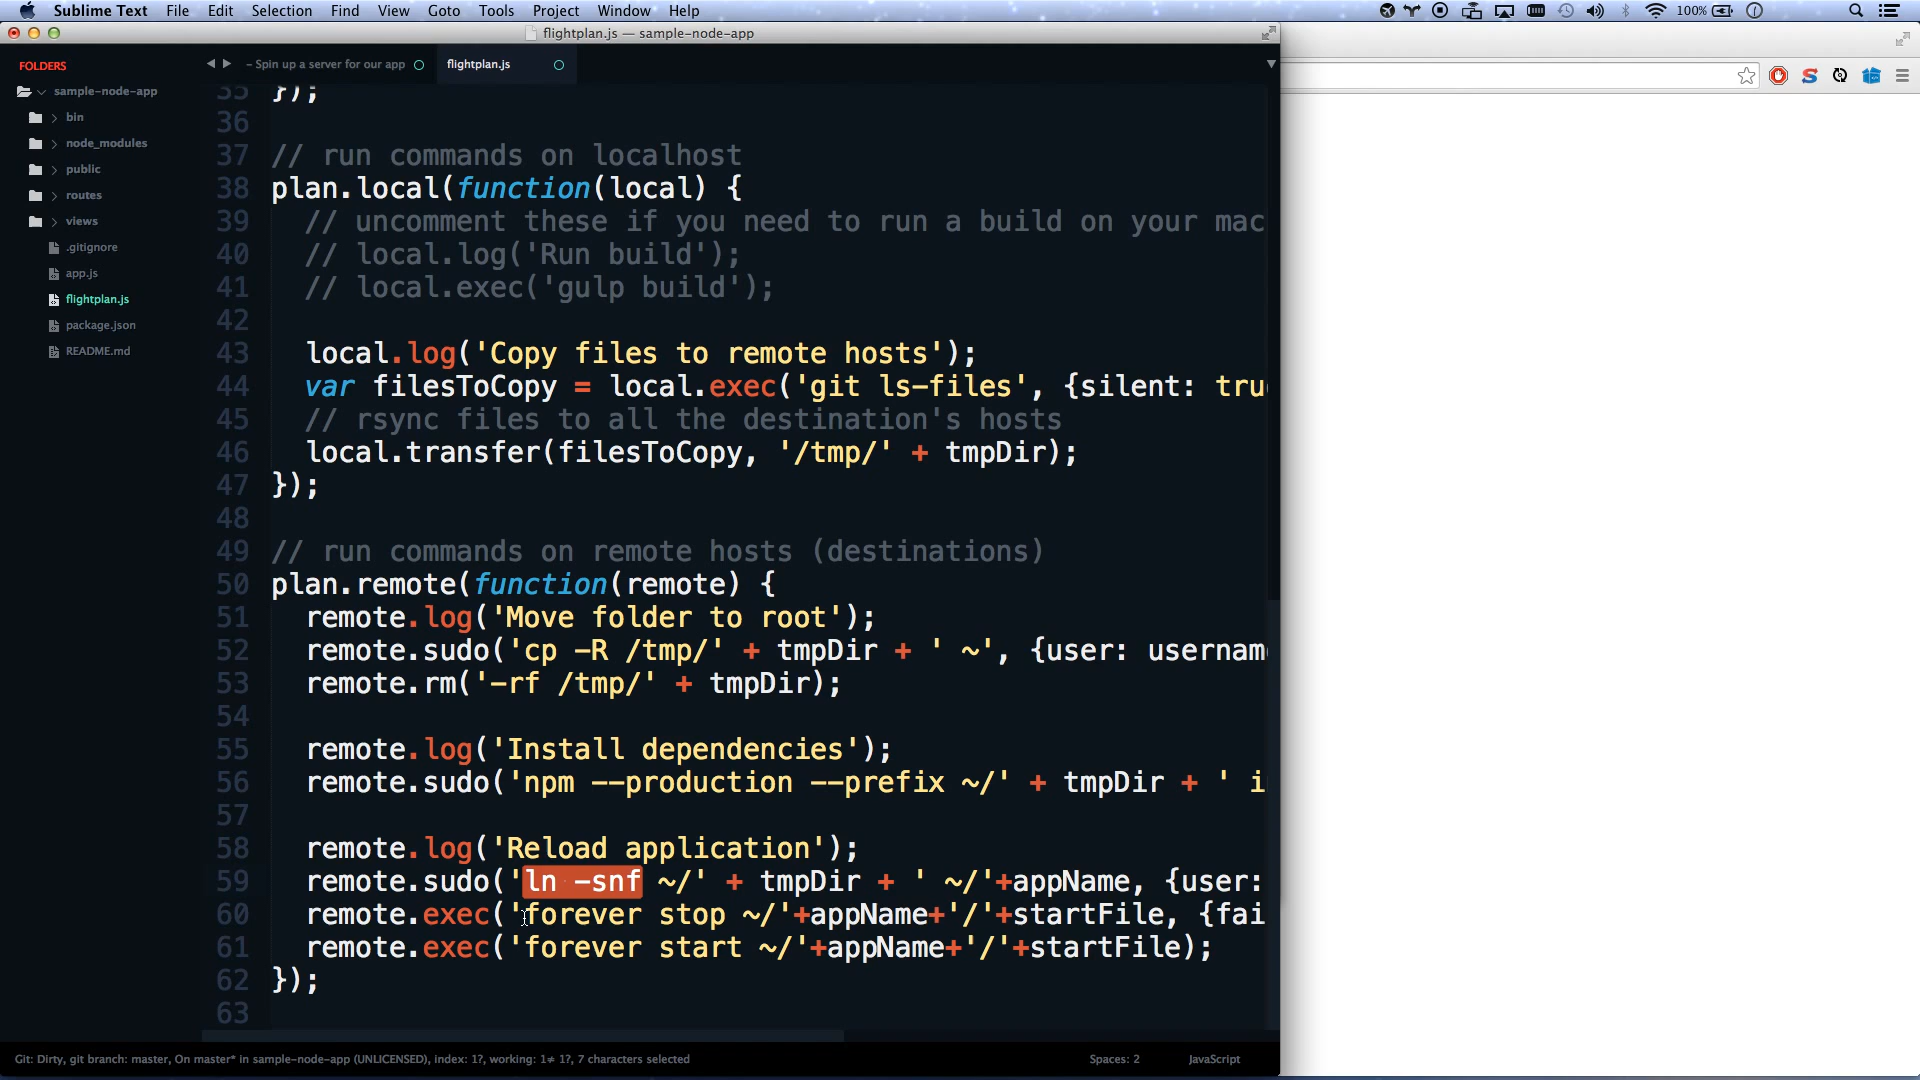 Sublime Text File Edit Selection Find View Goto Tools Project Window Help 100%
flightplan.js — sample-node-app
FOLDERS
sample-node-app
bin
node_modules
public
routes
views
.gitignore
app.js
flightplan.js
package.json
README.md
– Spin up a server for our app flightplan.js
35 });
36
37 // run commands on localhost
38 plan.local(function(local) {
39 // uncomment these if you need to run a build on your mac
40 // local.log('Run build');
41 // local.exec('gulp build');
42
43 local.log('Copy files to remote hosts');
44 var filesToCopy = local.exec('git ls-files', {silent: tru
45 // rsync files to all the destination's hosts
46 local.transfer(filesToCopy, '/tmp/' + tmpDir);
47 });
48
49 // run commands on remote hosts (destinations)
50 plan.remote(function(remote) {
51 remote.log('Move folder to root');
52 remote.sudo('cp -R /tmp/' + tmpDir + ' ~', {user: usernam
53 remote.rm('-rf /tmp/' + tmpDir);
54
55 remote.log('Install dependencies');
56 remote.sudo('npm --production --prefix ~/' + tmpDir + ' i
57
58 remote.log('Reload application');
59 remote.sudo('ln -snf ~/' + tmpDir + ' ~/'+appName, {user:
60 remote.exec('forever stop ~/'+appName+'/'+startFile, {fai
61 remote.exec('forever start ~/'+appName+'/'+startFile);
62 });
63
Git: Dirty, git branch: master, On master* in sample-node-app (UNLICENSED), index: 1?, working: 1≠ 1?, 7 characters selected Spaces: 2 JavaScript